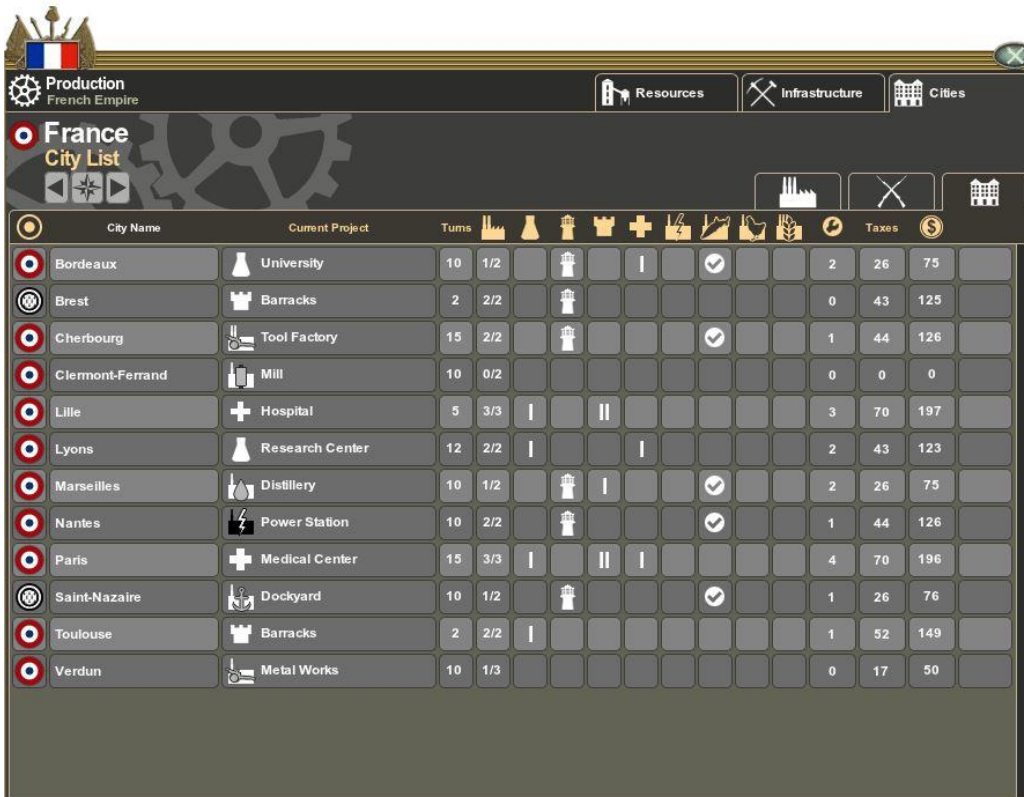 Production
French Empire
Resources
Infrastructure
Cities
France
City List
City Name Current Project Turns Taxes
Bordeaux University 10 1/2 I 2 26 75
Brest Barracks 2 2/2 0 43 125
Cherbourg Tool Factory 15 2/2 1 44 126
Clermont-Ferrand Mill 10 0/2 0 0 0
Lille Hospital 5 3/3 I II 3 70 197
Lyons Research Center 12 2/2 I I 2 43 123
Marseilles Distillery 10 1/2 I 2 26 75
Nantes Power Station 10 2/2 1 44 126
Paris Medical Center 15 3/3 I II I 4 70 196
Saint-Nazaire Dockyard 10 1/2 1 26 76
Toulouse Barracks 2 2/2 I 1 52 149
Verdun Metal Works 10 1/3 0 17 50